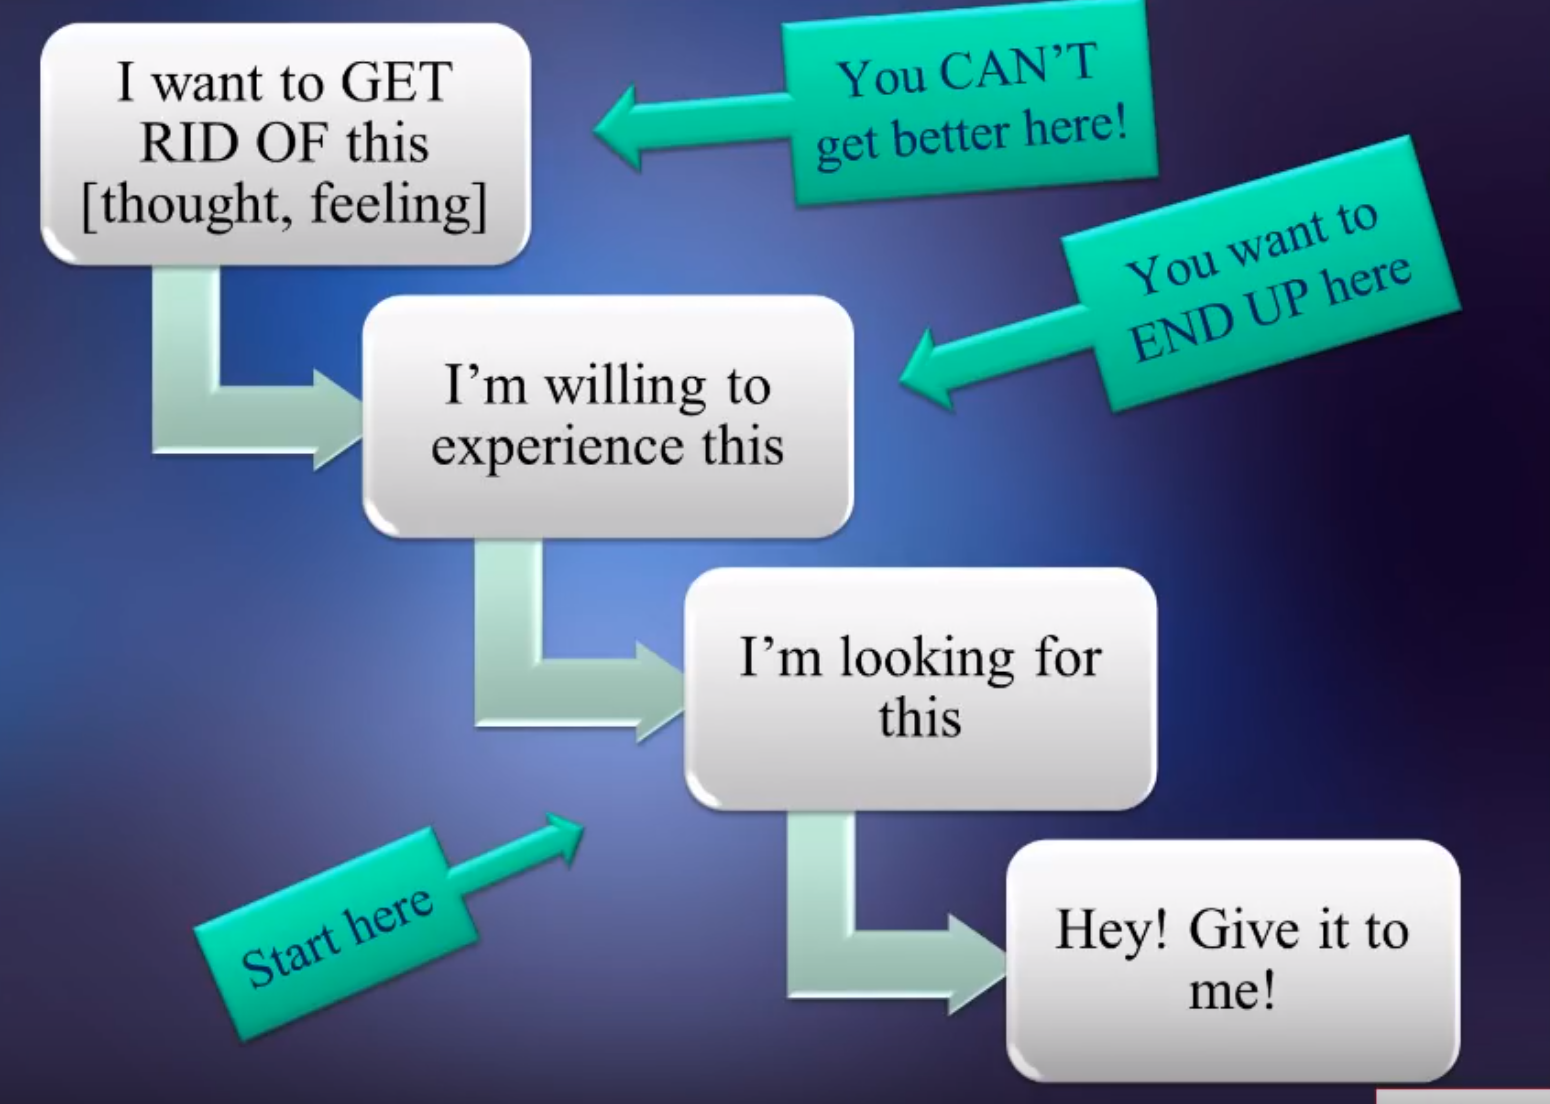 I want to GET
RID OF this
[thought, feeling]
You CAN’T
get better here!
You want to
END UP here
I’m willing to
experience this
I’m looking for
this
Start here
Hey! Give it to
me!